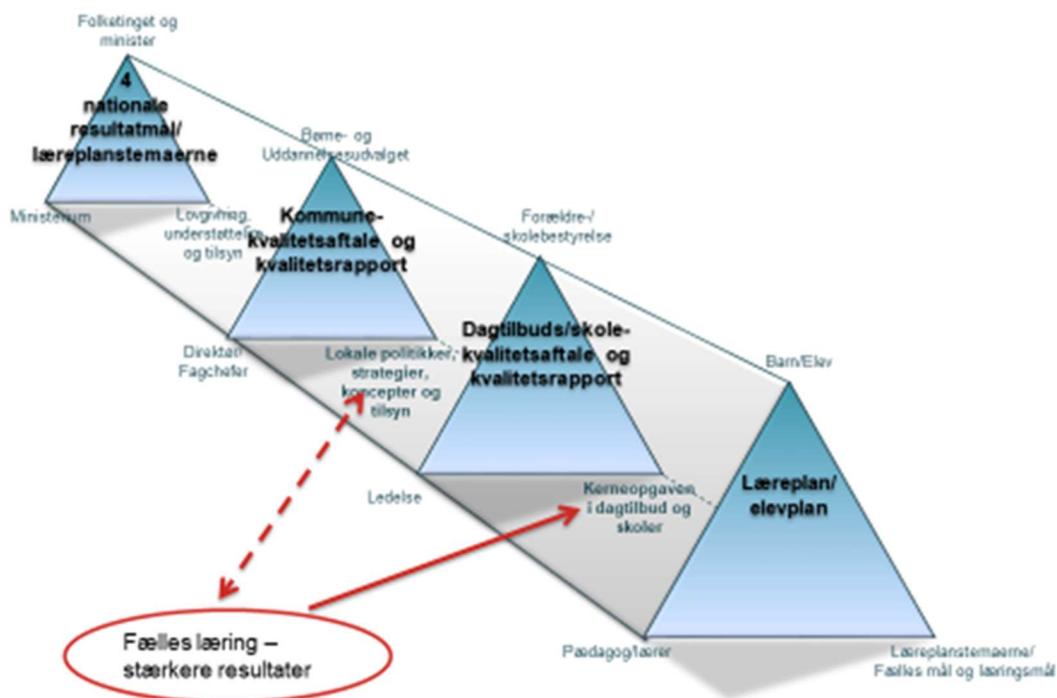 Folketinget og
minister
4
nationale
resultatmål/
læreplanstemaerne
Ministerium
Lovgivning,
understøttelse
og tilsyn
Børne- og
Uddannelsesudvalget
Kommune-
kvalitetsaftale og
kvalitetsrapport
Direktør/
Fagchefer
Lokale politikker,
strategier,
koncepter og
tilsyn
Forældre-/
skolebestyrelse
Dagtilbuds/skole-
kvalitetsaftale og
kvalitetsrapport
Ledelse
Kerneopgaven
i dagtilbud og
skoler
Barn/Elev
Læreplan/
elevplan
Pædagog/lærer
Læreplanstemaerne/
Fælles mål og læringsmål
Fælles læring –
stærkere resultater